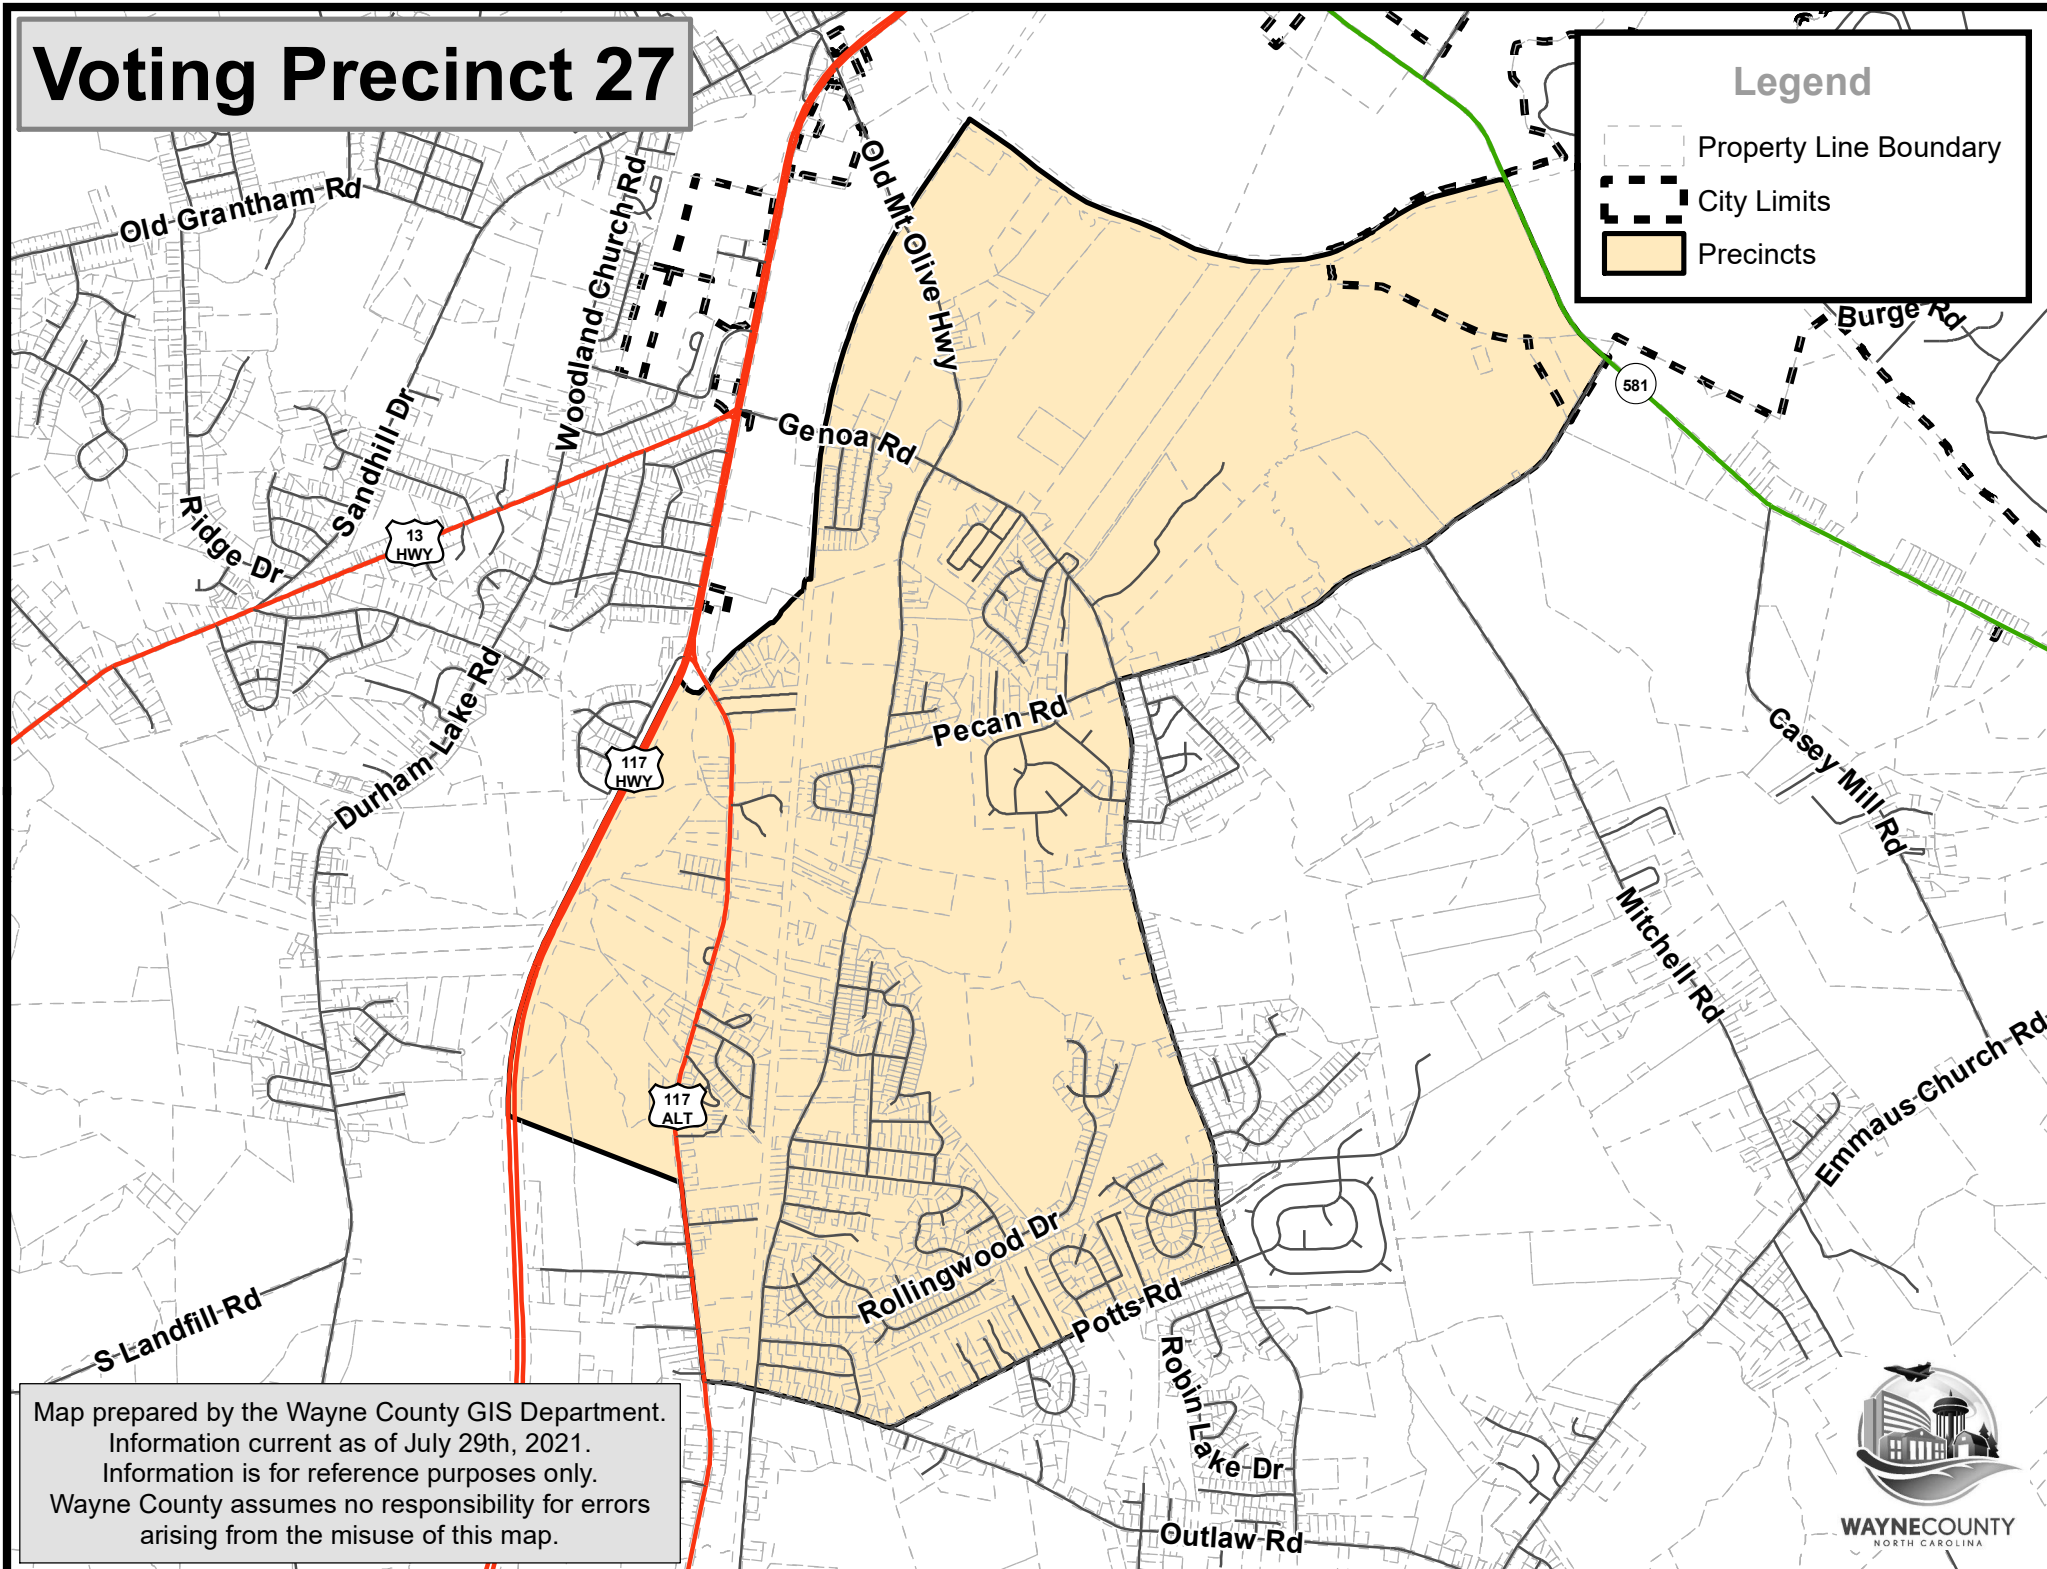 Voting Precinct 27
Legend
Property Line Boundary
City Limits
Precincts
Old Grantham Rd
Woodland Church Rd
Old Mt Olive Hwy
Burge Rd
581
Sandhill Dr
Genoa Rd
Ridge Dr
13
HWY
Durham Lake Rd
117
HWY
Pecan Rd
Casey Mill Rd
Mitchell Rd
117
ALT
Emmaus Church Rd
Rollingwood Dr
Potts Rd
S Landfill Rd
Robin Lake Dr
Outlaw Rd
Map prepared by the Wayne County GIS Department.
Information current as of July 29th, 2021.
Information is for reference purposes only.
Wayne County assumes no responsibility for errors
arising from the misuse of this map.
WAYNECOUNTY
NORTH CAROLINA